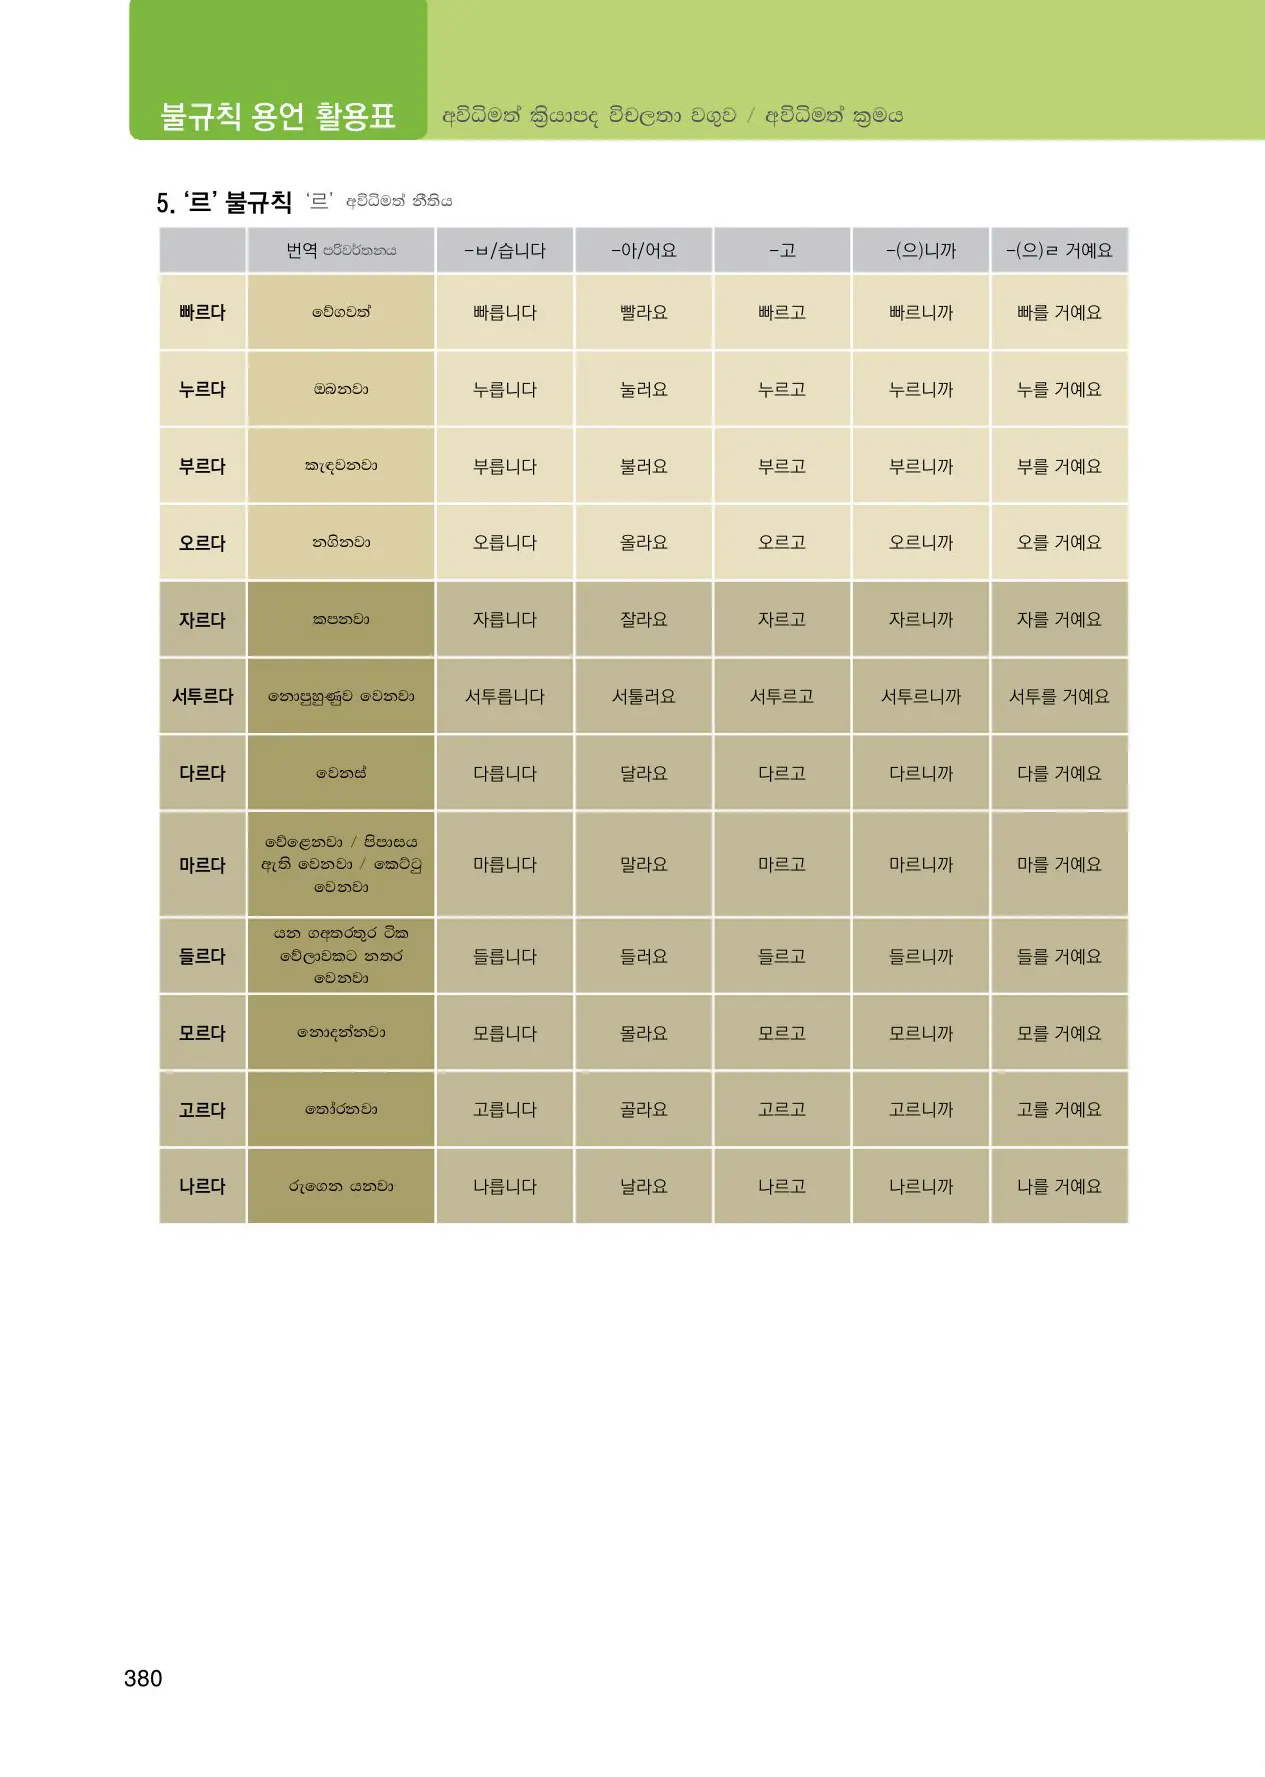 불규칙 용언 활용표 අවිධිමත් ක්‍රියාපද විචලතා වගුව / අවිධිමත් ක්‍රමය
5. ‘르’ 불규칙 ‘르’ අවිධිමත් නීතිය
번역 පරිවර්තනය -ㅂ/습니다 -아/어요 -고 -(으)니까 -(으)ㄹ 거예요
빠르다 වේගවත් 빠릅니다 빨라요 빠르고 빠르니까 빠를 거예요
누르다 ඔබනවා 누릅니다 눌러요 누르고 누르니까 누를 거예요
부르다 කැඳවනවා 부릅니다 불러요 부르고 부르니까 부를 거예요
오르다 නගිනවා 오릅니다 올라요 오르고 오르니까 오를 거예요
자르다 කපනවා 자릅니다 잘라요 자르고 자르니까 자를 거예요
서투르다 නොපුහුණුව වෙනවා 서투릅니다 서툴러요 서투르고 서투르니까 서투를 거예요
다르다 වෙනස් 다릅니다 달라요 다르고 다르니까 다를 거예요
마르다 වේළෙනවා / පිපාසය
ඇති වෙනවා / කෙට්ටු
වෙනවා 마릅니다 말라요 마르고 마르니까 마를 거예요
들르다 යන ගඅතරතුර ටික
වේලාවකට නතර
වෙනවා 들릅니다 들러요 들르고 들르니까 들를 거예요
모르다 නොදන්නවා 모릅니다 몰라요 모르고 모르니까 모를 거예요
고르다 තෝරනවා 고릅니다 골라요 고르고 고르니까 고를 거예요
나르다 රැගෙන යනවා 나릅니다 날라요 나르고 나르니까 나를 거예요
380